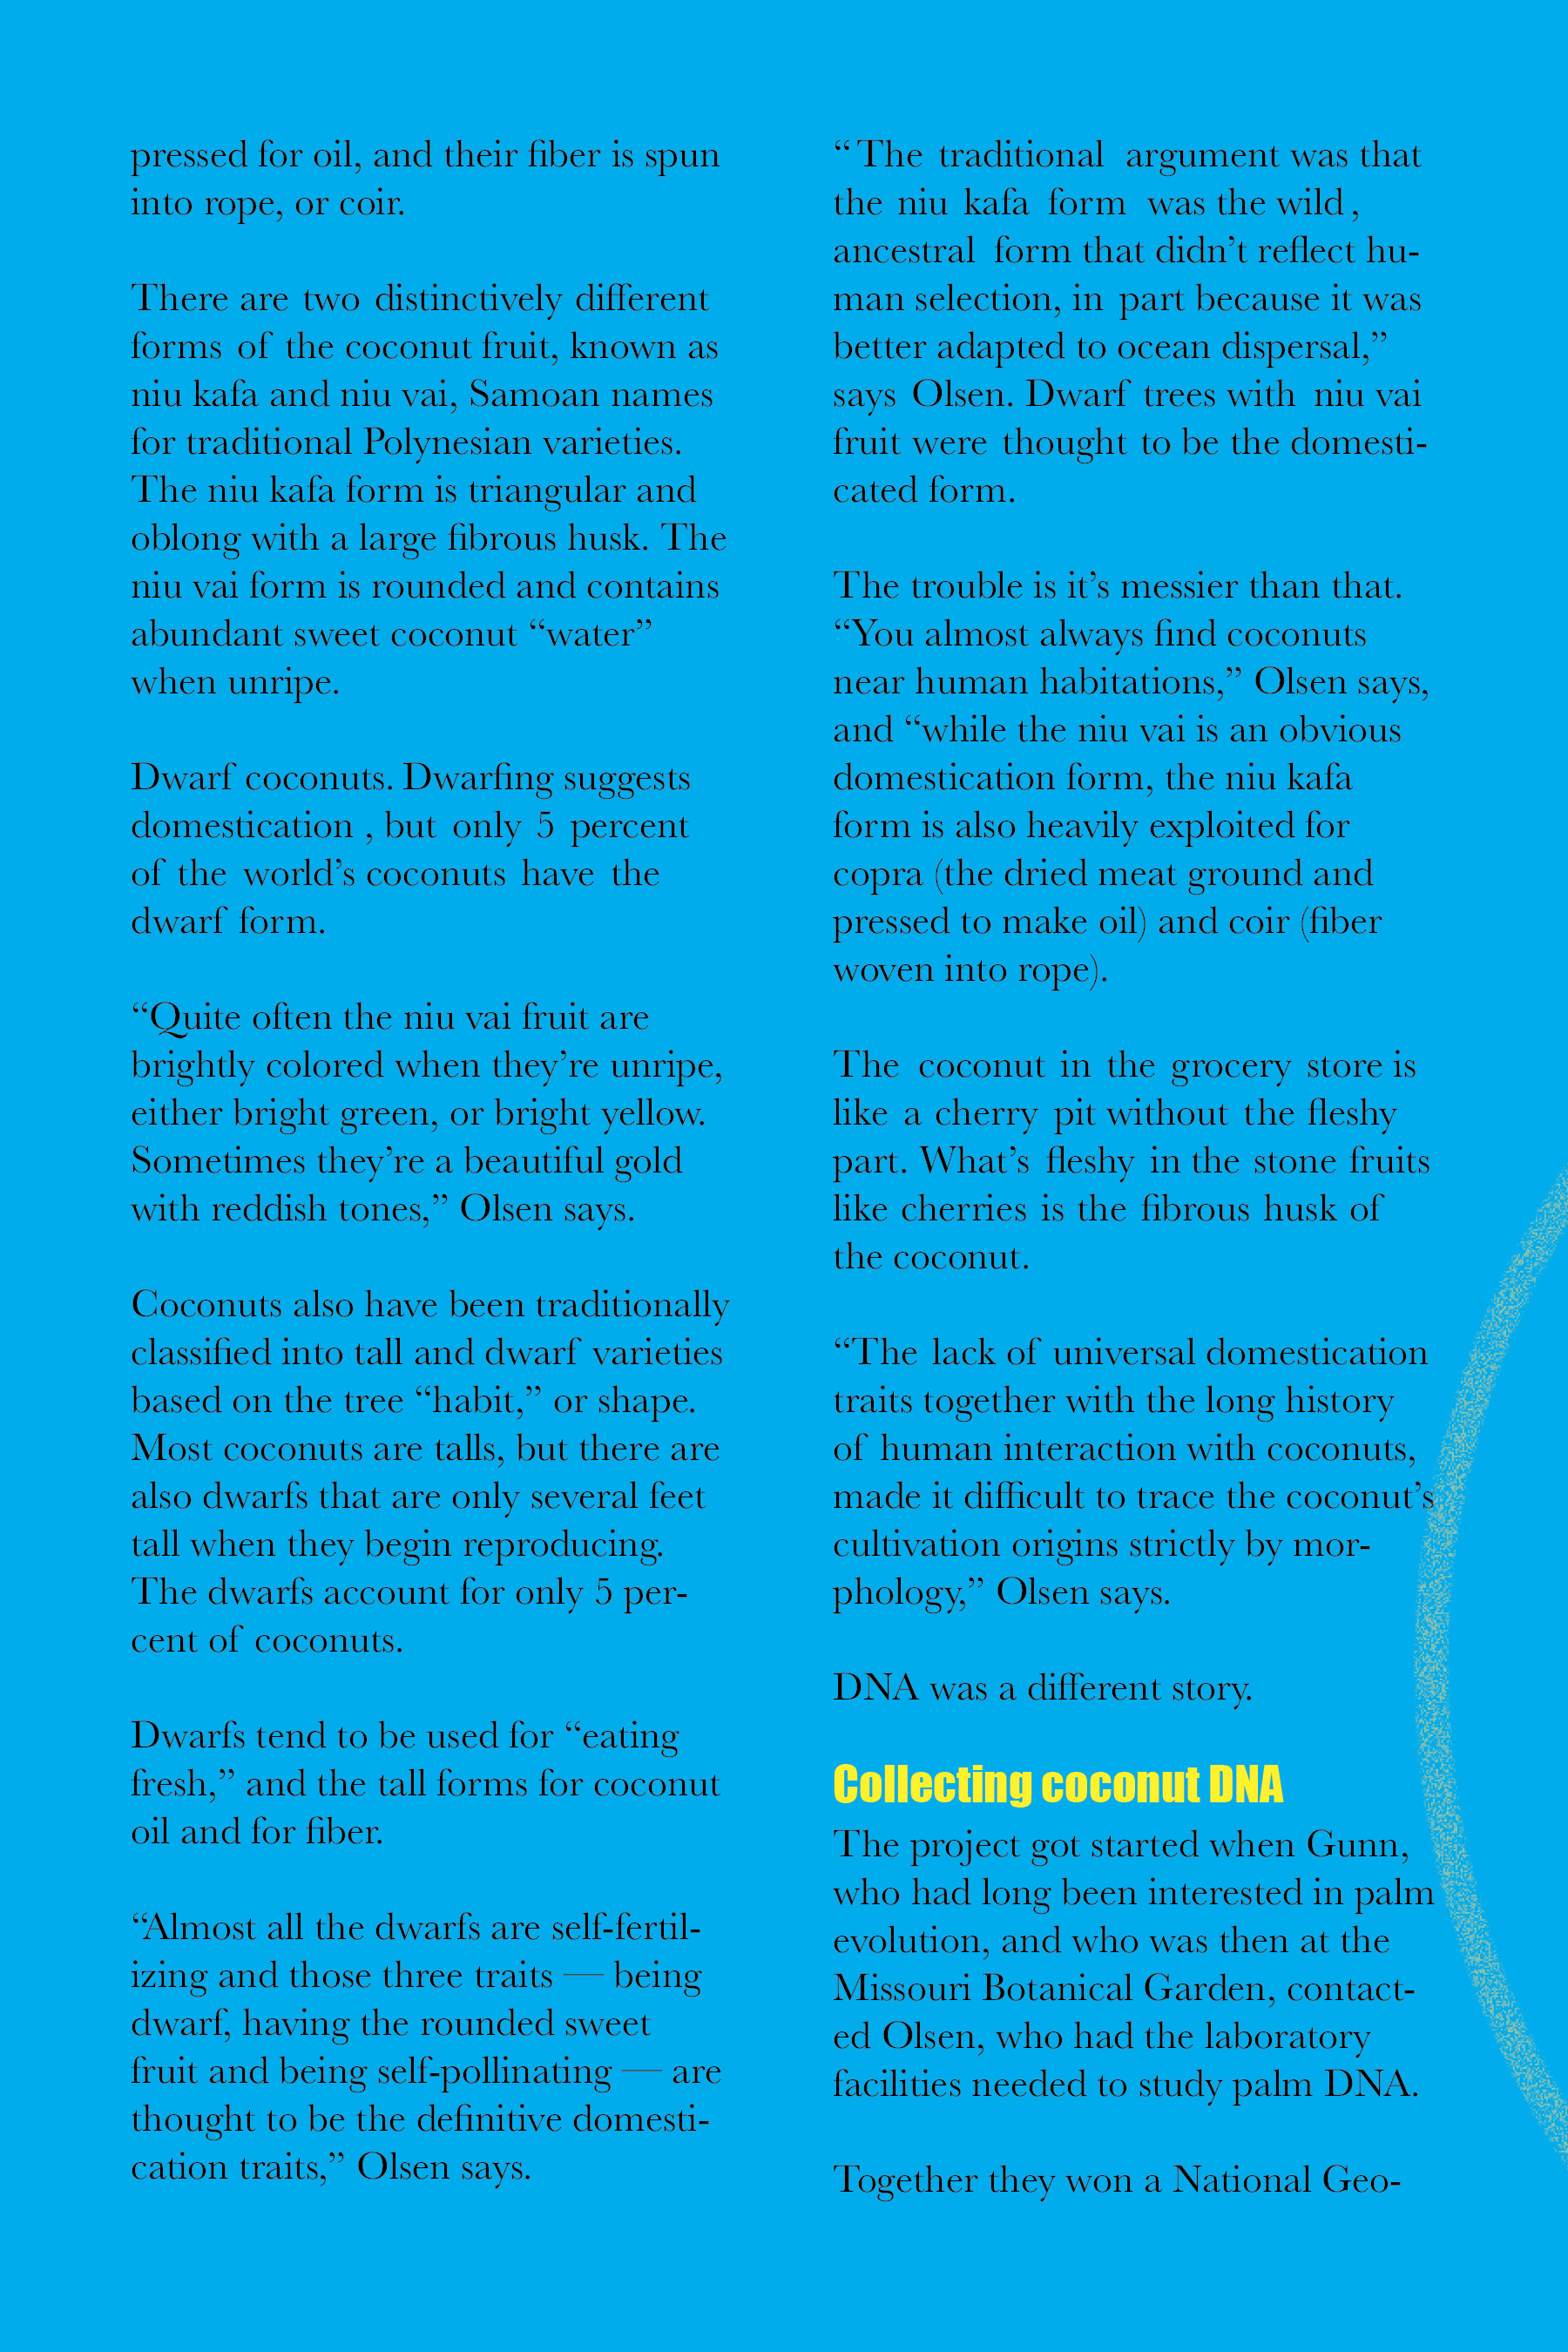 pressed for oil, and their fiber is spun
into rope, or coir.
There are two distinctively different
forms of the coconut fruit, known as
niu kafa and niu vai, Samoan names
for traditional Polynesian varieties.
The niu kafa form is triangular and
oblong with a large fibrous husk. The
niu vai form is rounded and contains
abundant sweet coconut “water”
when unripe.
Dwarf coconuts. Dwarfing suggests
domestication , but only 5 percent
of the world’s coconuts have the
dwarf form.
“Quite often the niu vai fruit are
brightly colored when they’re unripe,
either bright green, or bright yellow.
Sometimes they’re a beautiful gold
with reddish tones,” Olsen says.
Coconuts also have been traditionally
classified into tall and dwarf varieties
based on the tree “habit,” or shape.
Most coconuts are talls, but there are
also dwarfs that are only several feet
tall when they begin reproducing.
The dwarfs account for only 5 per-
cent of coconuts.
Dwarfs tend to be used for “eating
fresh,” and the tall forms for coconut
oil and for fiber.
“Almost all the dwarfs are self-fertil-
izing and those three traits — being
dwarf, having the rounded sweet
fruit and being self-pollinating — are
thought to be the definitive domesti-
cation traits,” Olsen says.
“ The traditional argument was that
the niu kafa form was the wild ,
ancestral form that didn’t reflect hu-
man selection, in part because it was
better adapted to ocean dispersal,”
says Olsen. Dwarf trees with niu vai
fruit were thought to be the domesti-
cated form.
The trouble is it’s messier than that.
“You almost always find coconuts
near human habitations,” Olsen says,
and “while the niu vai is an obvious
domestication form, the niu kafa
form is also heavily exploited for
copra (the dried meat ground and
pressed to make oil) and coir (fiber
woven into rope).
The coconut in the grocery store is
like a cherry pit without the fleshy
part. What’s fleshy in the stone fruits
like cherries is the fibrous husk of
the coconut.
“The lack of universal domestication
traits together with the long history
of human interaction with coconuts,
made it difficult to trace the coconut’s
cultivation origins strictly by mor-
phology,” Olsen says.
DNA was a different story.
Collecting coconut DNA
The project got started when Gunn,
who had long been interested in palm
evolution, and who was then at the
Missouri Botanical Garden, contact-
ed Olsen, who had the laboratory
facilities needed to study palm DNA.
Together they won a National Geo-